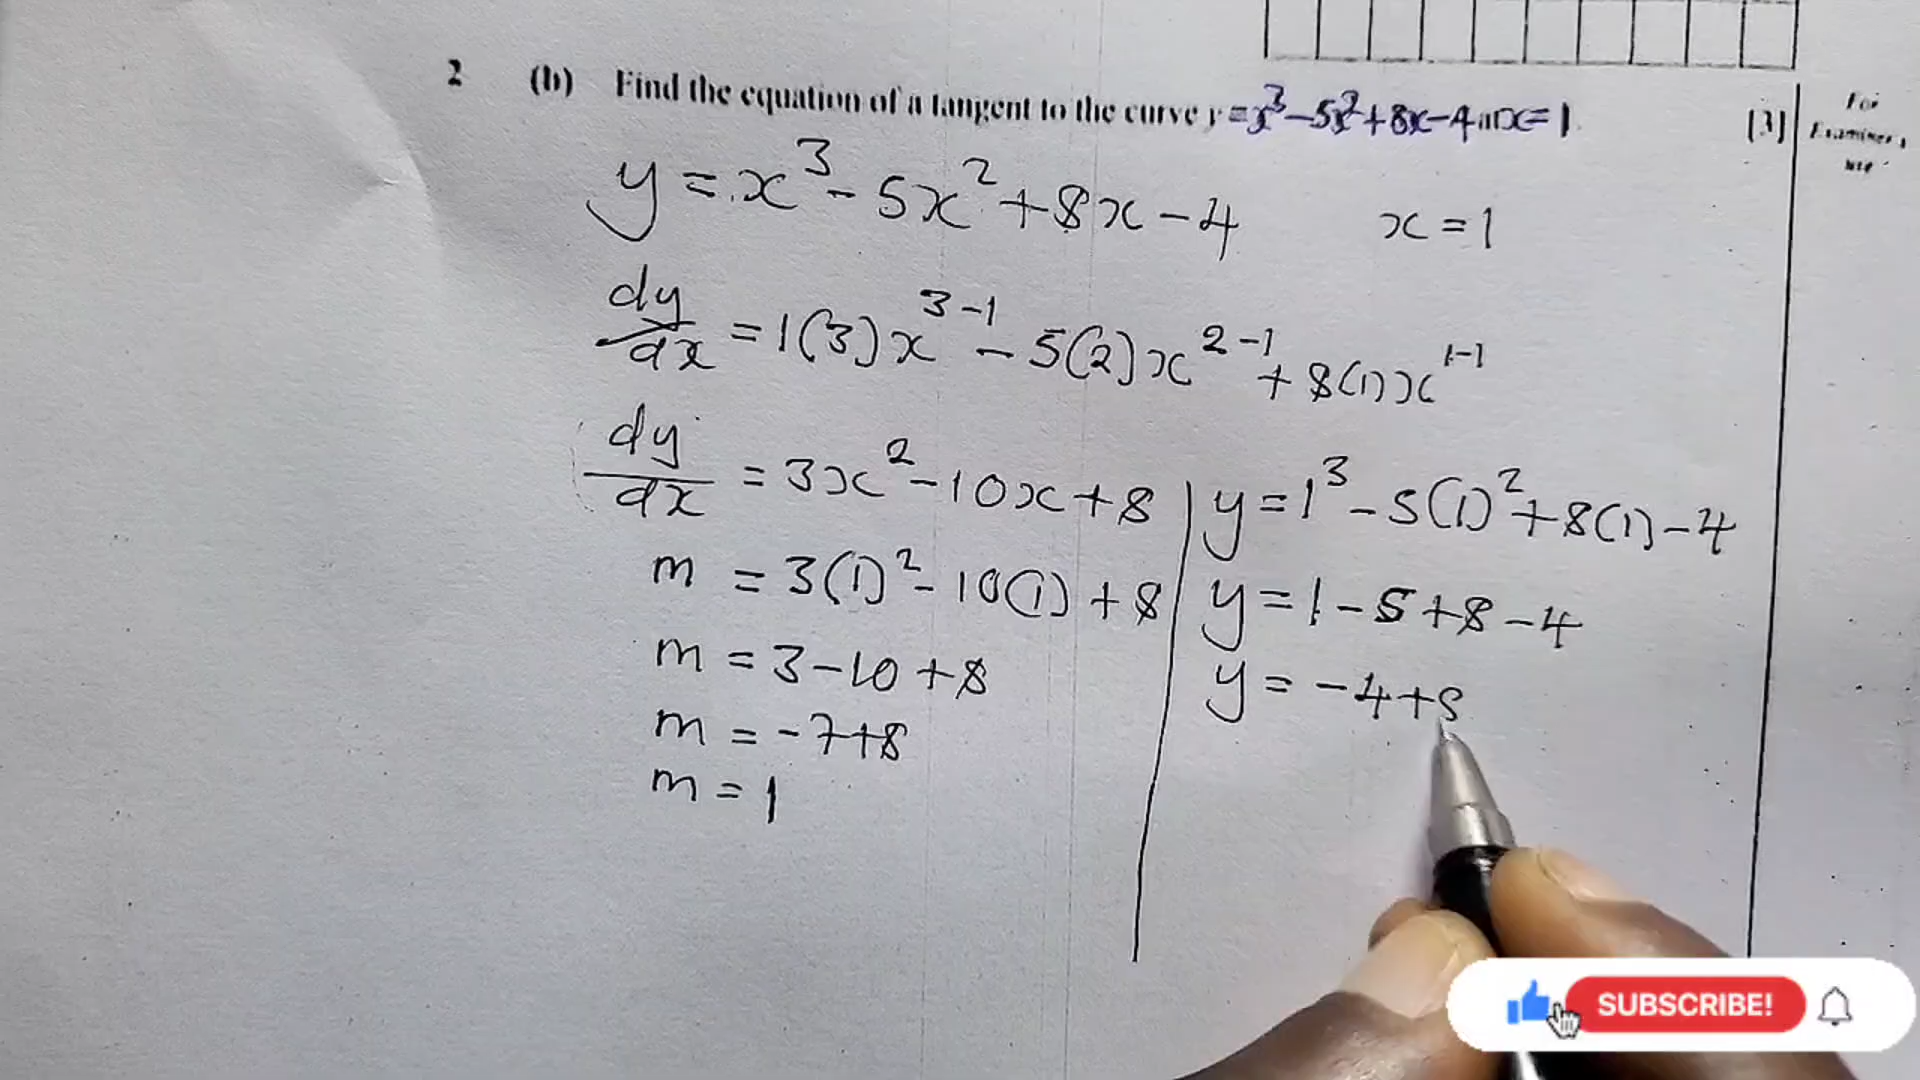 2 (b) Find the equation of a tangent to the curve y = x³ - 5x² + 8x - 4 at x = 1. [3]
For
Examiner's
use
y = x³ - 5x² + 8x - 4 x = 1
dy/dx = 1(3)x³⁻¹ - 5(2)x²⁻¹ + 8(1)x¹⁻¹
dy/dx = 3x² - 10x + 8
m = 3(1)² - 10(1) + 8
m = 3 - 10 + 8
m = -7+8
m = 1
y = 1³ - 5(1)² + 8(1) - 4
y = 1 - 5 + 8 - 4
y = -4+8
SUBSCRIBE!